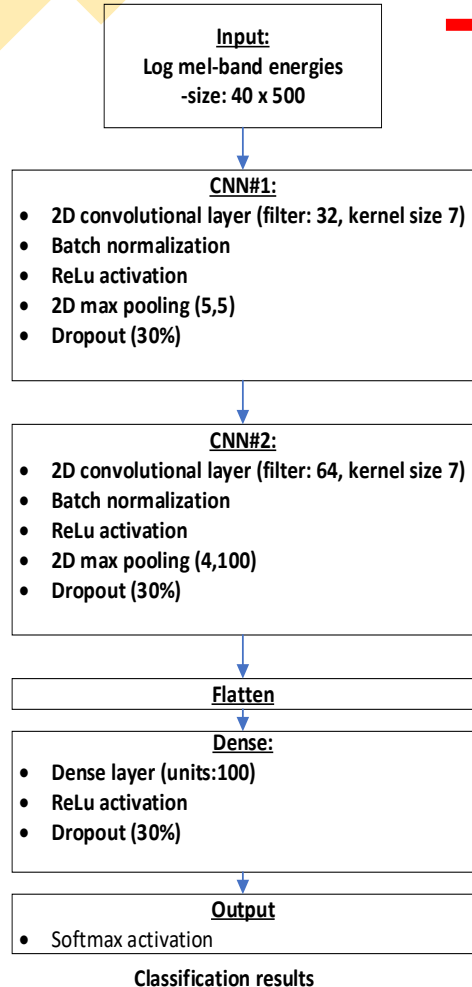 Input:
Log mel-band energies
-size: 40 x 500
CNN#1:
• 2D convolutional layer (filter: 32, kernel size 7)
• Batch normalization
• ReLu activation
• 2D max pooling (5,5)
• Dropout (30%)
CNN#2:
• 2D convolutional layer (filter: 64, kernel size 7)
• Batch normalization
• ReLu activation
• 2D max pooling (4,100)
• Dropout (30%)
Flatten
Dense:
• Dense layer (units:100)
• ReLu activation
• Dropout (30%)
Output
• Softmax activation
Classification results